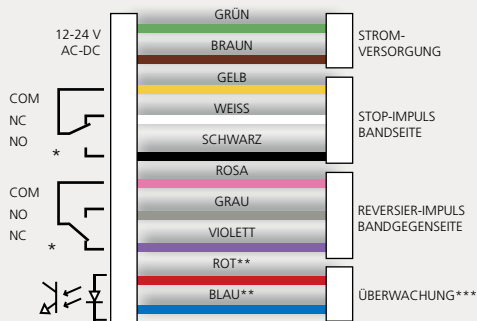 GRÜN
12-24 V
AC-DC
BRAUN
STROM-
VERSORGUNG
GELB
COM
NC
NO
*
WEISS
SCHWARZ
STOP-IMPULS
BANDSEITE
ROSA
COM
NO
NC
*
GRAU
VIOLETT
REVERSIER-IMPULS
BANDGEGENSEITE
ROT**
BLAU**
ÜBERWACHUNG***